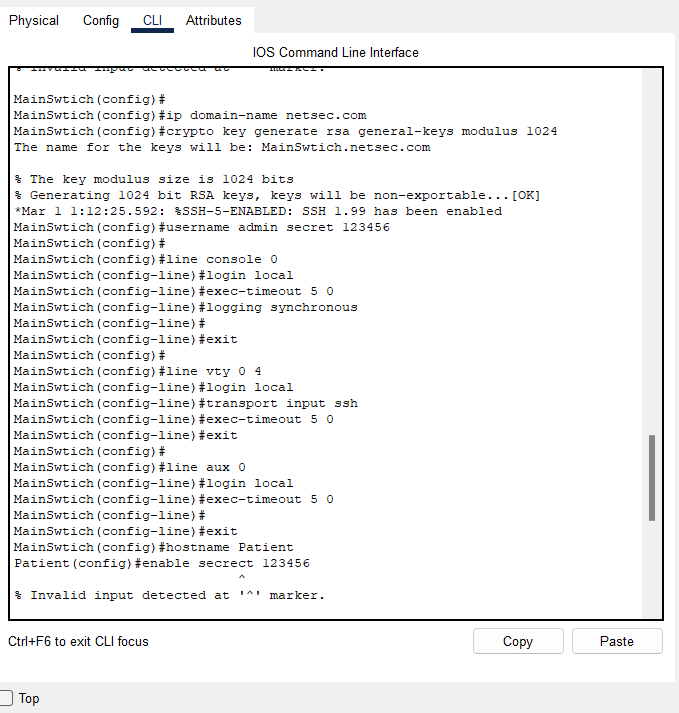 Physical Config CLI Attributes
IOS Command Line Interface
% Invalid input detected at '^' marker.
MainSwtich(config)#
MainSwtich(config)#ip domain-name netsec.com
MainSwtich(config)#crypto key generate rsa general-keys modulus 1024
The name for the keys will be: MainSwtich.netsec.com
% The key modulus size is 1024 bits
% Generating 1024 bit RSA keys, keys will be non-exportable...[OK]
*Mar 1 1:12:25.592: %SSH-5-ENABLED: SSH 1.99 has been enabled
MainSwtich(config)#username admin secret 123456
MainSwtich(config)#
MainSwtich(config)#line console 0
MainSwtich(config-line)#login local
MainSwtich(config-line)#exec-timeout 5 0
MainSwtich(config-line)#logging synchronous
MainSwtich(config-line)#
MainSwtich(config-line)#exit
MainSwtich(config)#
MainSwtich(config)#line vty 0 4
MainSwtich(config-line)#login local
MainSwtich(config-line)#transport input ssh
MainSwtich(config-line)#exec-timeout 5 0
MainSwtich(config-line)#exit
MainSwtich(config)#
MainSwtich(config)#line aux 0
MainSwtich(config-line)#login local
MainSwtich(config-line)#exec-timeout 5 0
MainSwtich(config-line)#
MainSwtich(config-line)#exit
MainSwtich(config)#hostname Patient
Patient(config)#enable secrect 123456
^
% Invalid input detected at '^' marker.
Ctrl+F6 to exit CLI focus
Copy Paste
Top